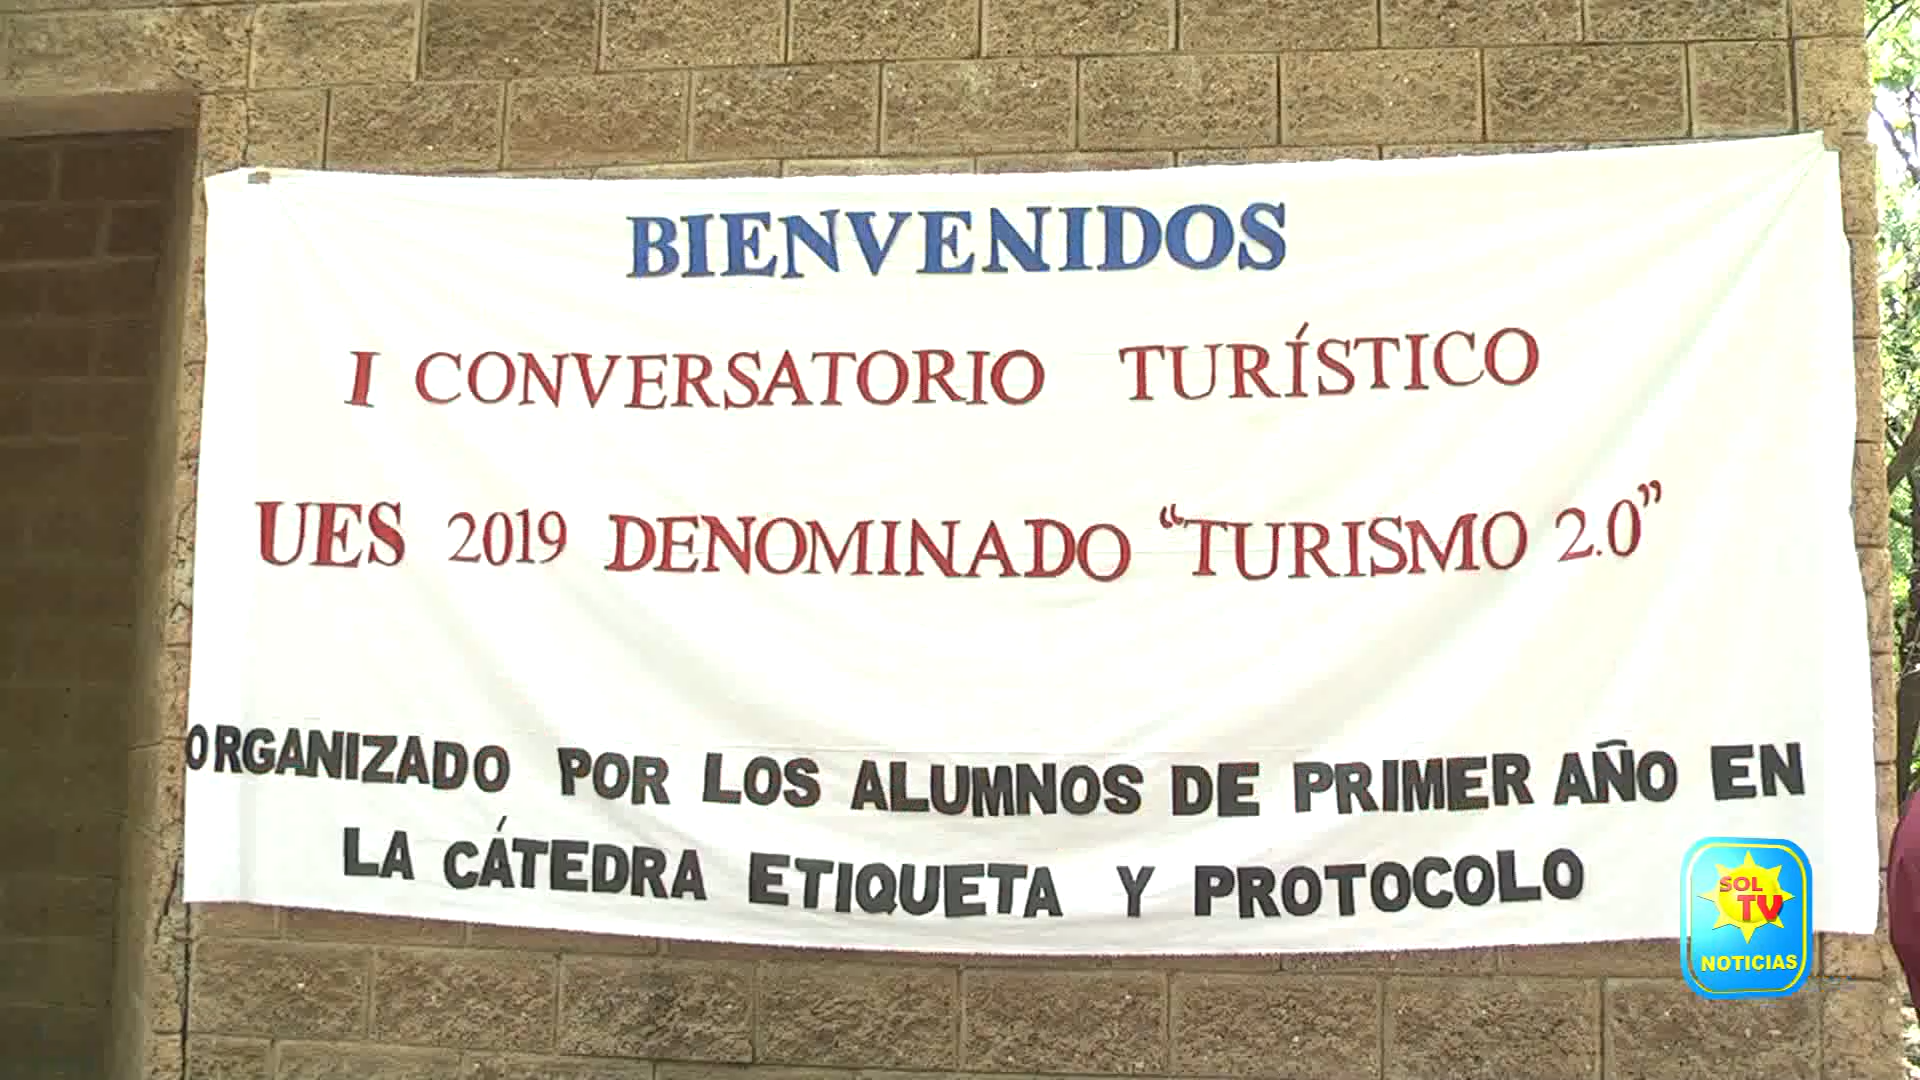 BIENVENIDOS
I CONVERSATORIO TURÍSTICO
UES 2019 DENOMINADO “TURISMO 2.0”
ORGANIZADO POR LOS ALUMNOS DE PRIMER AÑO EN
LA CÁTEDRA ETIQUETA Y PROTOCOLO
SOL
TV
NOTICIAS